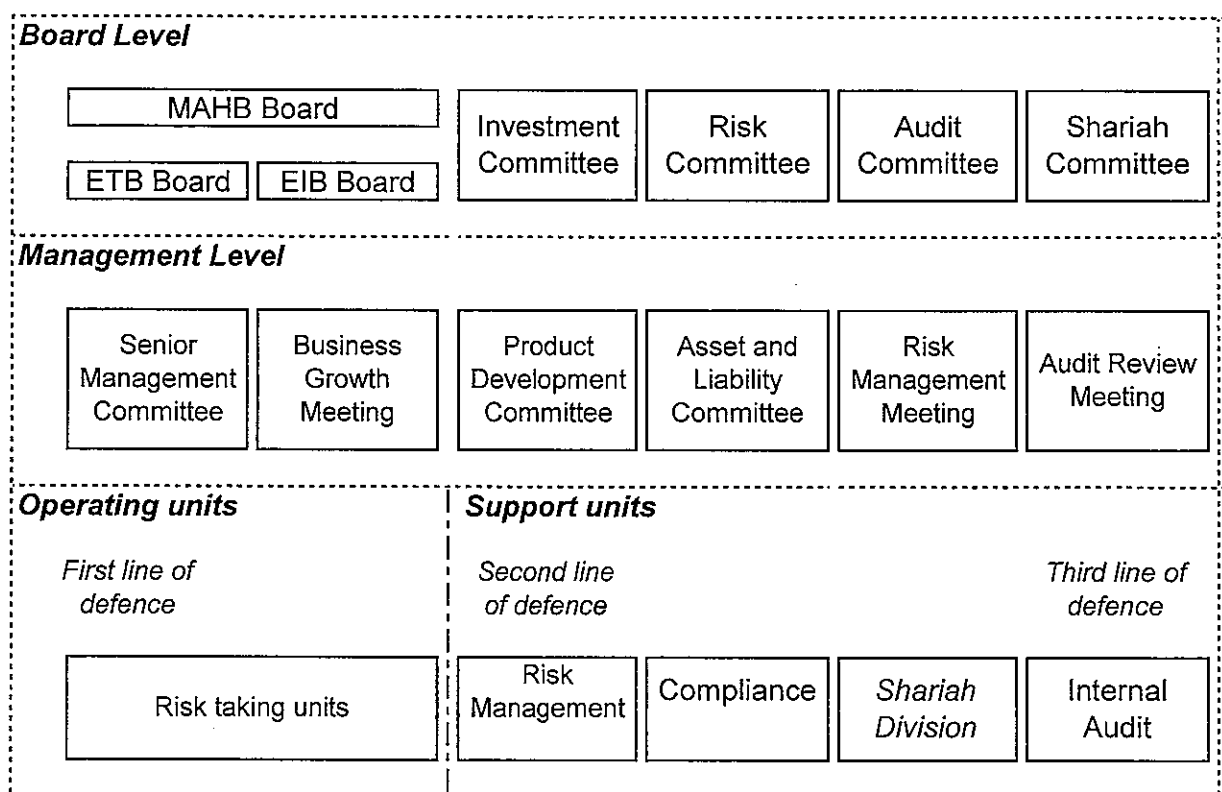 Board Level
MAHB Board
ETB Board
EIB Board
Investment
Committee
Risk
Committee
Audit
Committee
Shariah
Committee
Management Level
Senior
Management
Committee
Business
Growth
Meeting
Product
Development
Committee
Asset and
Liability
Committee
Risk
Management
Meeting
Audit Review
Meeting
Operating units
First line of
defence
Risk taking units
Support units
Second line
of defence
Third line of
defence
Risk
Management
Compliance
Shariah
Division
Internal
Audit